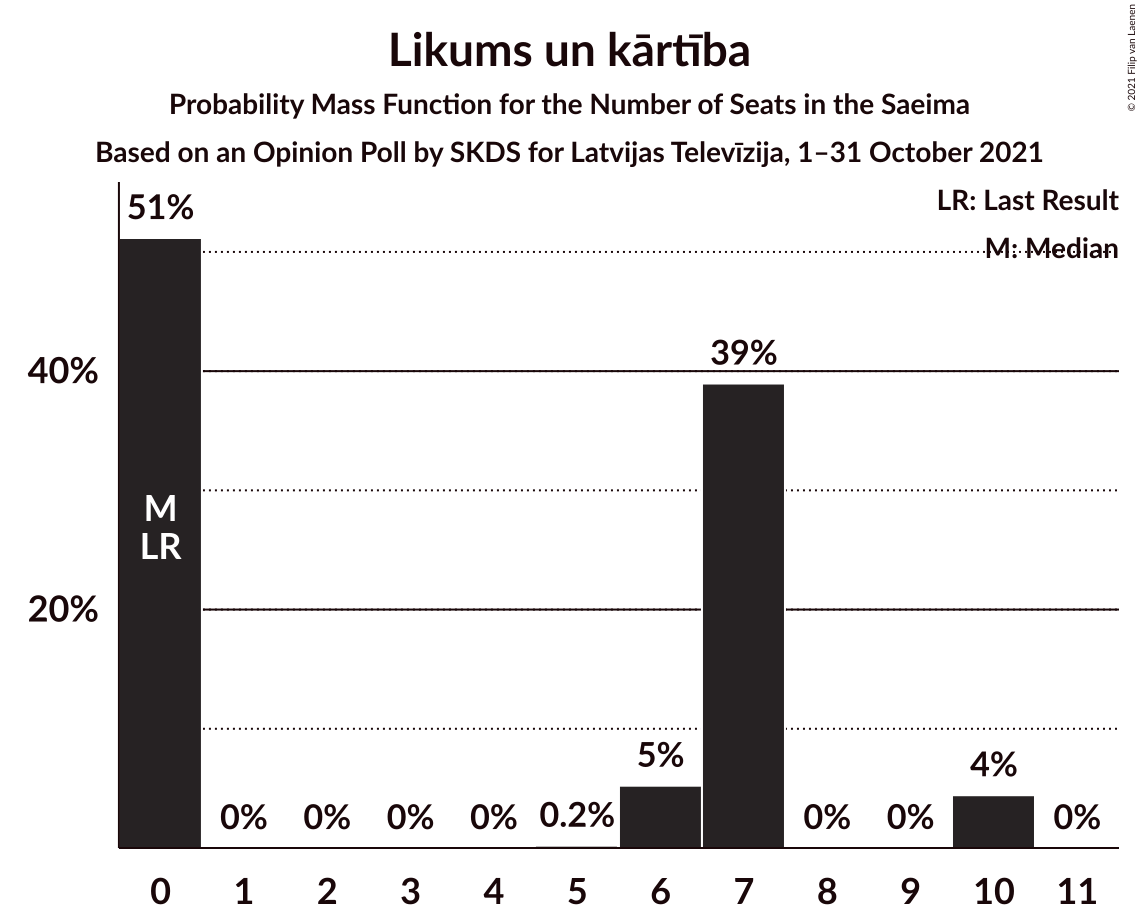 Likums un kārtība
Probability Mass Function for the Number of Seats in the Saeima
Based on an Opinion Poll by SKDS for Latvijas Televīzija, 1–31 October 2021
© 2021 Filip van Laenen
LR: Last Result
M: Median
51%
39%
40%
M
LR
20%
5%
4%
0% 0% 0% 0% 0.2% 0% 0% 0%
0 1 2 3 4 5 6 7 8 9 10 11